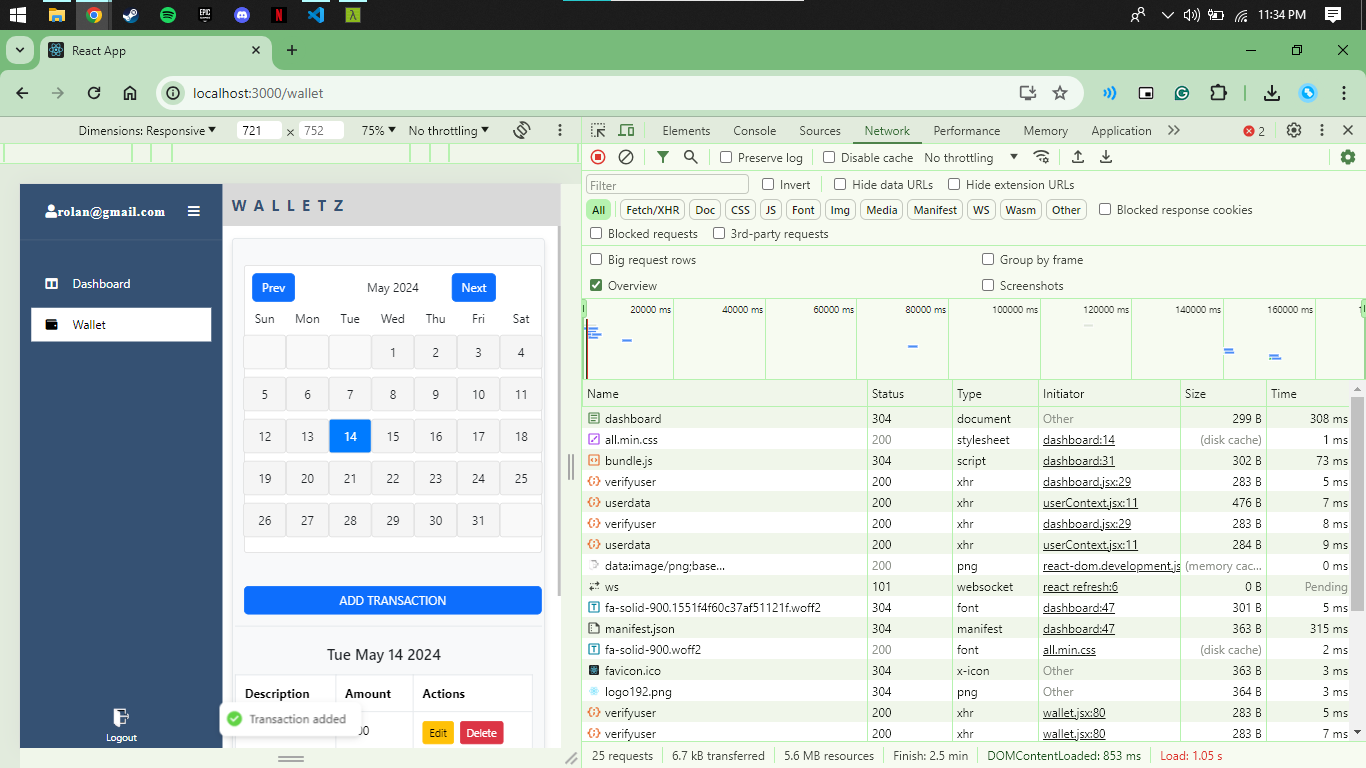 11:34 PM
React App
localhost:3000/wallet
Dimensions: Responsive 721 × 752 75% No throttling
Elements Console Sources Network Performance Memory Application 2
Preserve log Disable cache No throttling
Filter Invert Hide data URLs Hide extension URLs
All Fetch/XHR Doc CSS JS Font Img Media Manifest WS Wasm Other Blocked response cookies
Blocked requests 3rd-party requests
Big request rows Group by frame
Overview Screenshots
20000 ms 40000 ms 60000 ms 80000 ms 100000 ms 120000 ms 140000 ms 160000 ms
rolan@gmail.com
Dashboard
Wallet
Logout
WALLETZ
Prev May 2024 Next
Sun Mon Tue Wed Thu Fri Sat
1 2 3 4
5 6 7 8 9 10 11
12 13 14 15 16 17 18
19 20 21 22 23 24 25
26 27 28 29 30 31
ADD TRANSACTION
Tue May 14 2024
Description Amount Actions
Edit Delete
Transaction added
Name Status Type Initiator Size Time
dashboard 304 document Other 299 B 308 ms
all.min.css 200 stylesheet dashboard:14 (disk cache) 1 ms
bundle.js 304 script dashboard:31 302 B 73 ms
verifyuser 200 xhr dashboard.jsx:29 283 B 5 ms
userdata 200 xhr userContext.jsx:11 476 B 7 ms
verifyuser 200 xhr dashboard.jsx:29 283 B 8 ms
userdata 200 xhr userContext.jsx:11 284 B 9 ms
data:image/png;base... 200 png react-dom.development.js (memory cac... 0 ms
ws 101 websocket react refresh:6 0 B Pending
fa-solid-900.1551f4f60c37af51121f.woff2 304 font dashboard:47 301 B 5 ms
manifest.json 304 manifest dashboard:47 363 B 315 ms
fa-solid-900.woff2 200 font all.min.css (disk cache) 2 ms
favicon.ico 304 x-icon Other 363 B 3 ms
logo192.png 304 png Other 364 B 3 ms
verifyuser 200 xhr wallet.jsx:80 283 B 5 ms
verifyuser 200 xhr wallet.jsx:80 283 B 7 ms
25 requests 6.7 kB transferred 5.6 MB resources Finish: 2.5 min DOMContentLoaded: 853 ms Load: 1.05 s